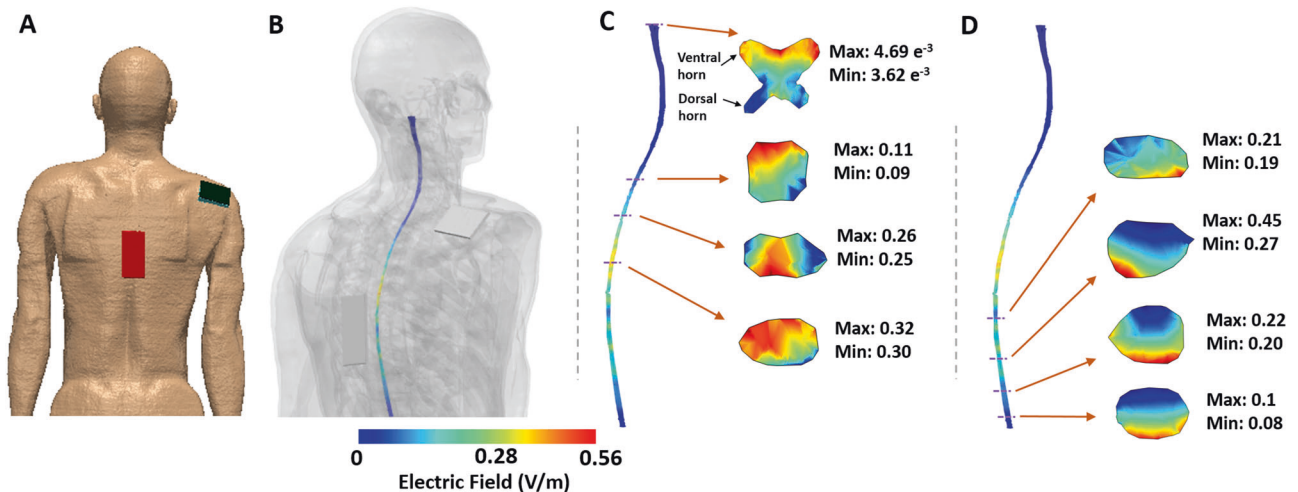 A
B
C
D
Ventral
horn
Dorsal
horn
Max: 4.69 e-3
Min: 3.62 e-3
Max: 0.11
Min: 0.09
Max: 0.26
Min: 0.25
Max: 0.32
Min: 0.30
Max: 0.21
Min: 0.19
Max: 0.45
Min: 0.27
Max: 0.22
Min: 0.20
Max: 0.1
Min: 0.08
0
0.28
0.56
Electric Field (V/m)